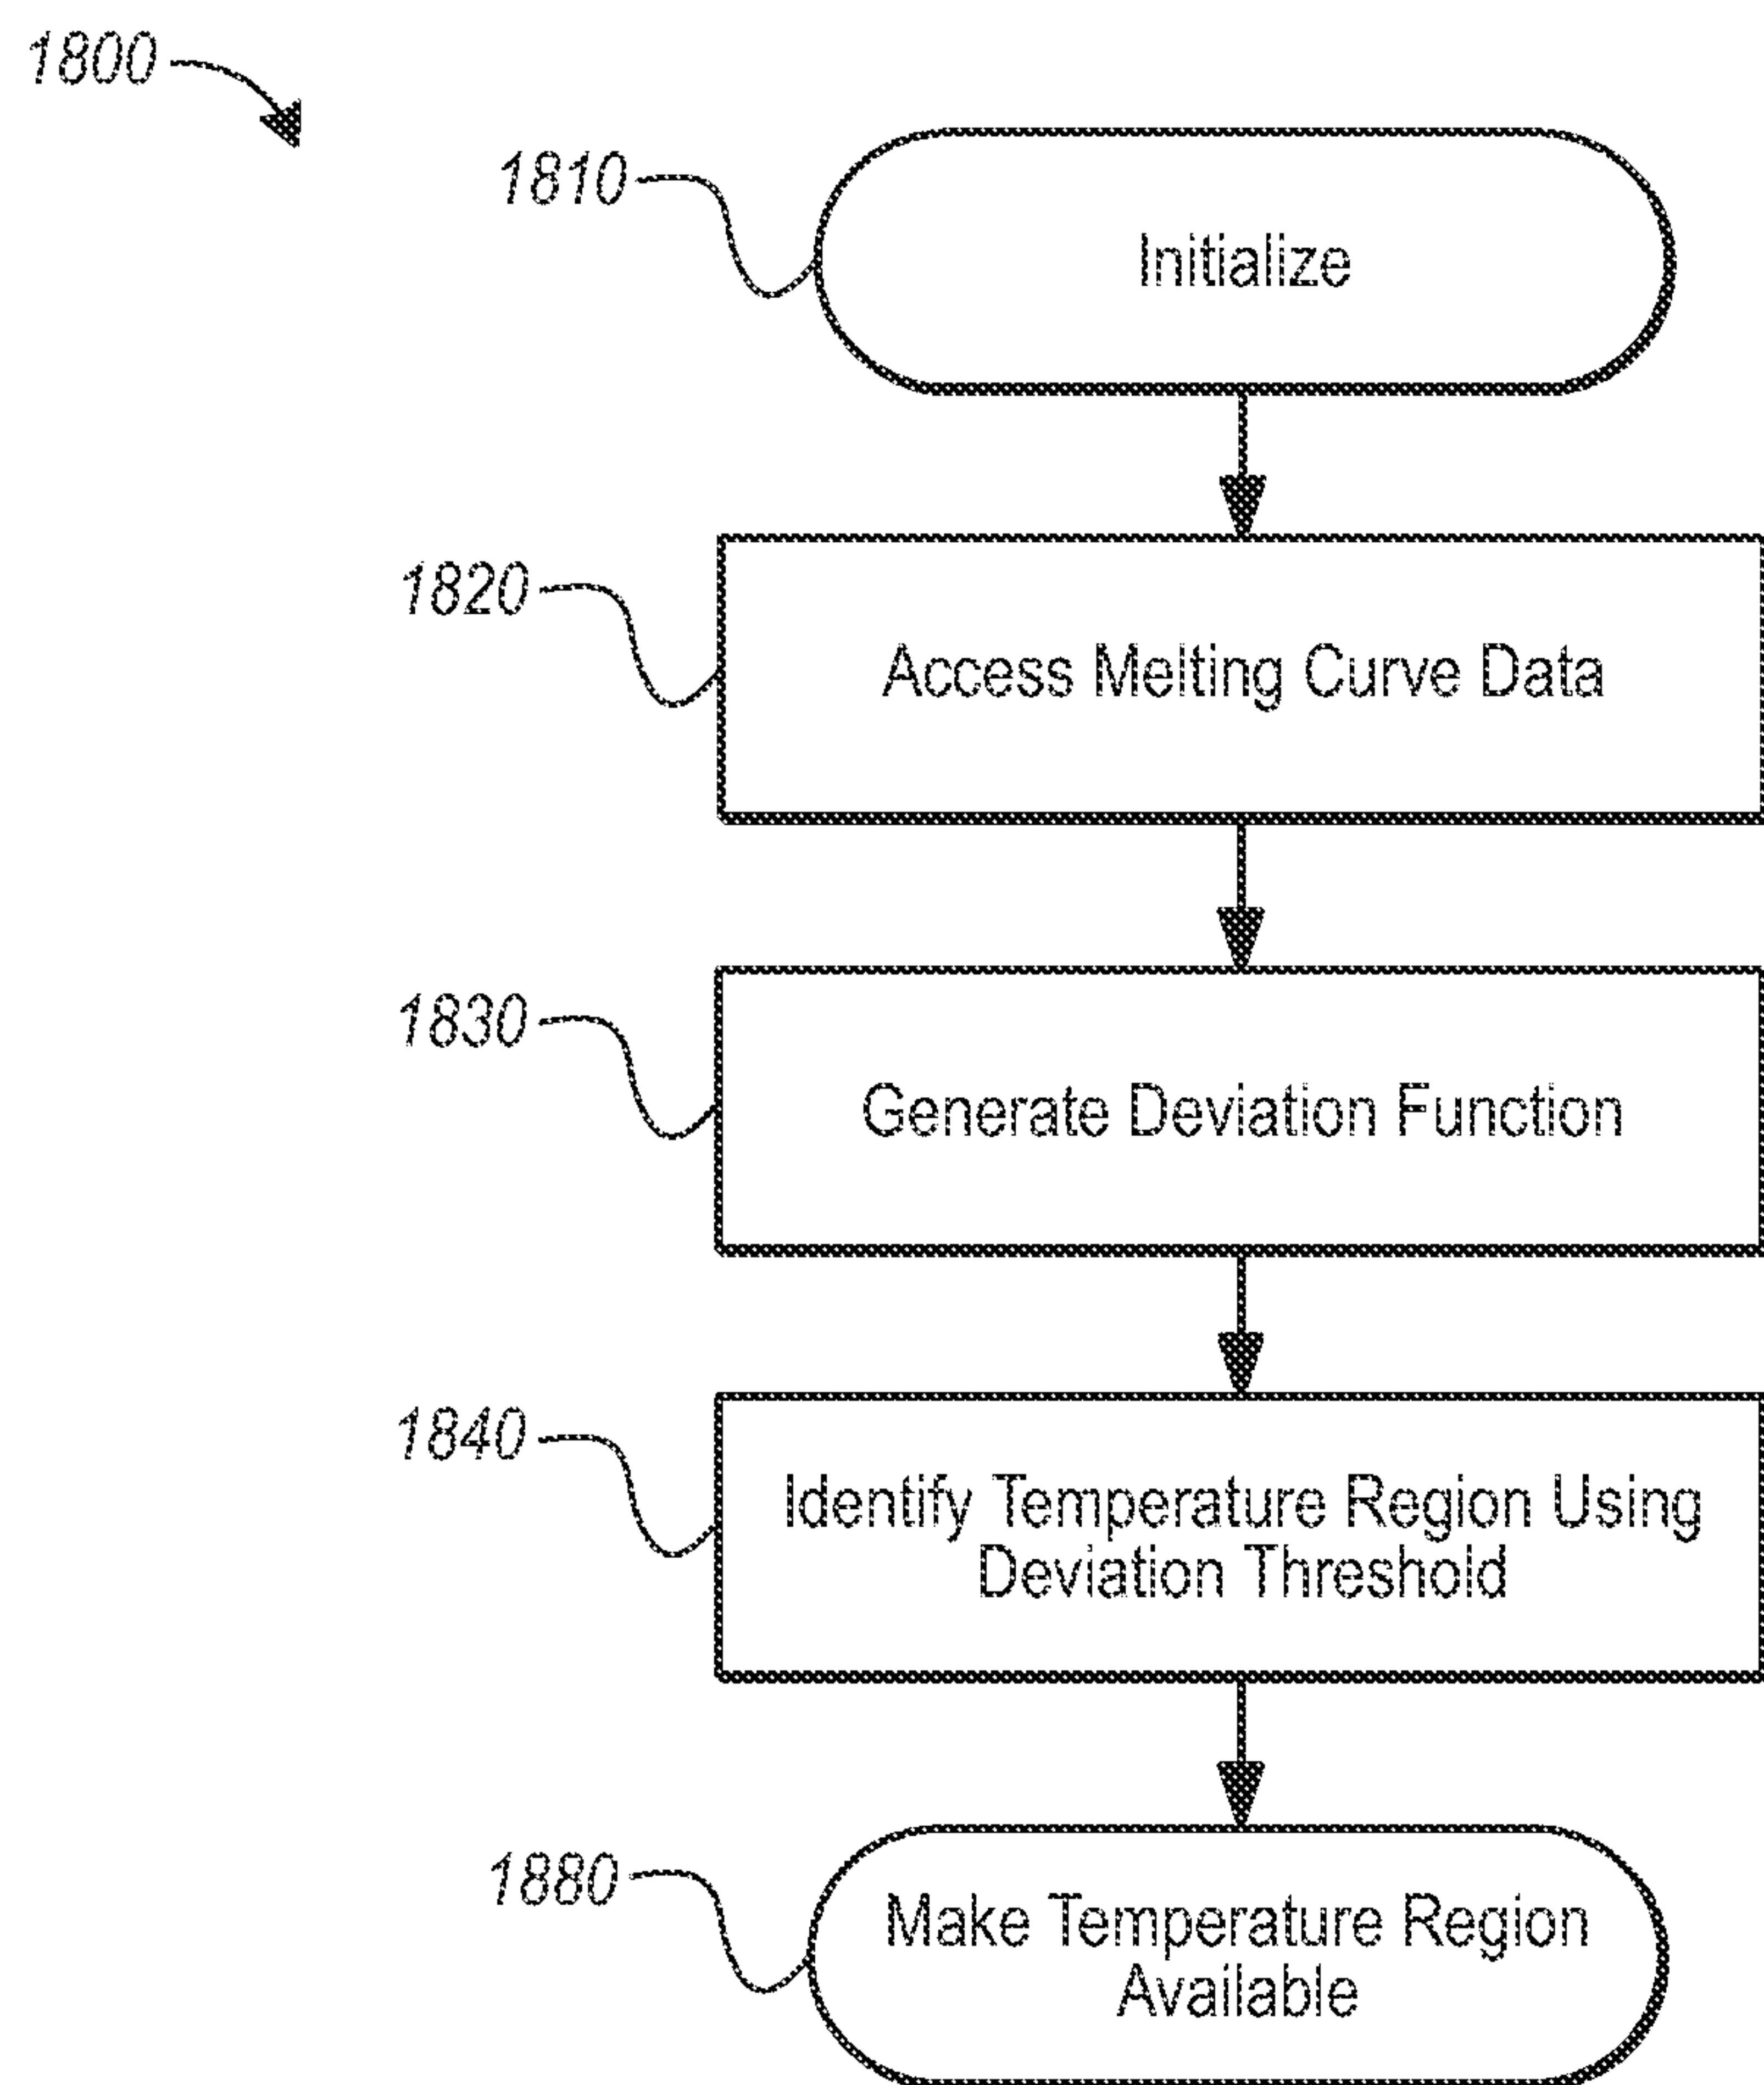 1800
1810
Initialize
1820
Access Melting Curve Data
1830
Generate Deviation Function
1840
Identify Temperature Region Using
Deviation Threshold
1880
Make Temperature Region
Available